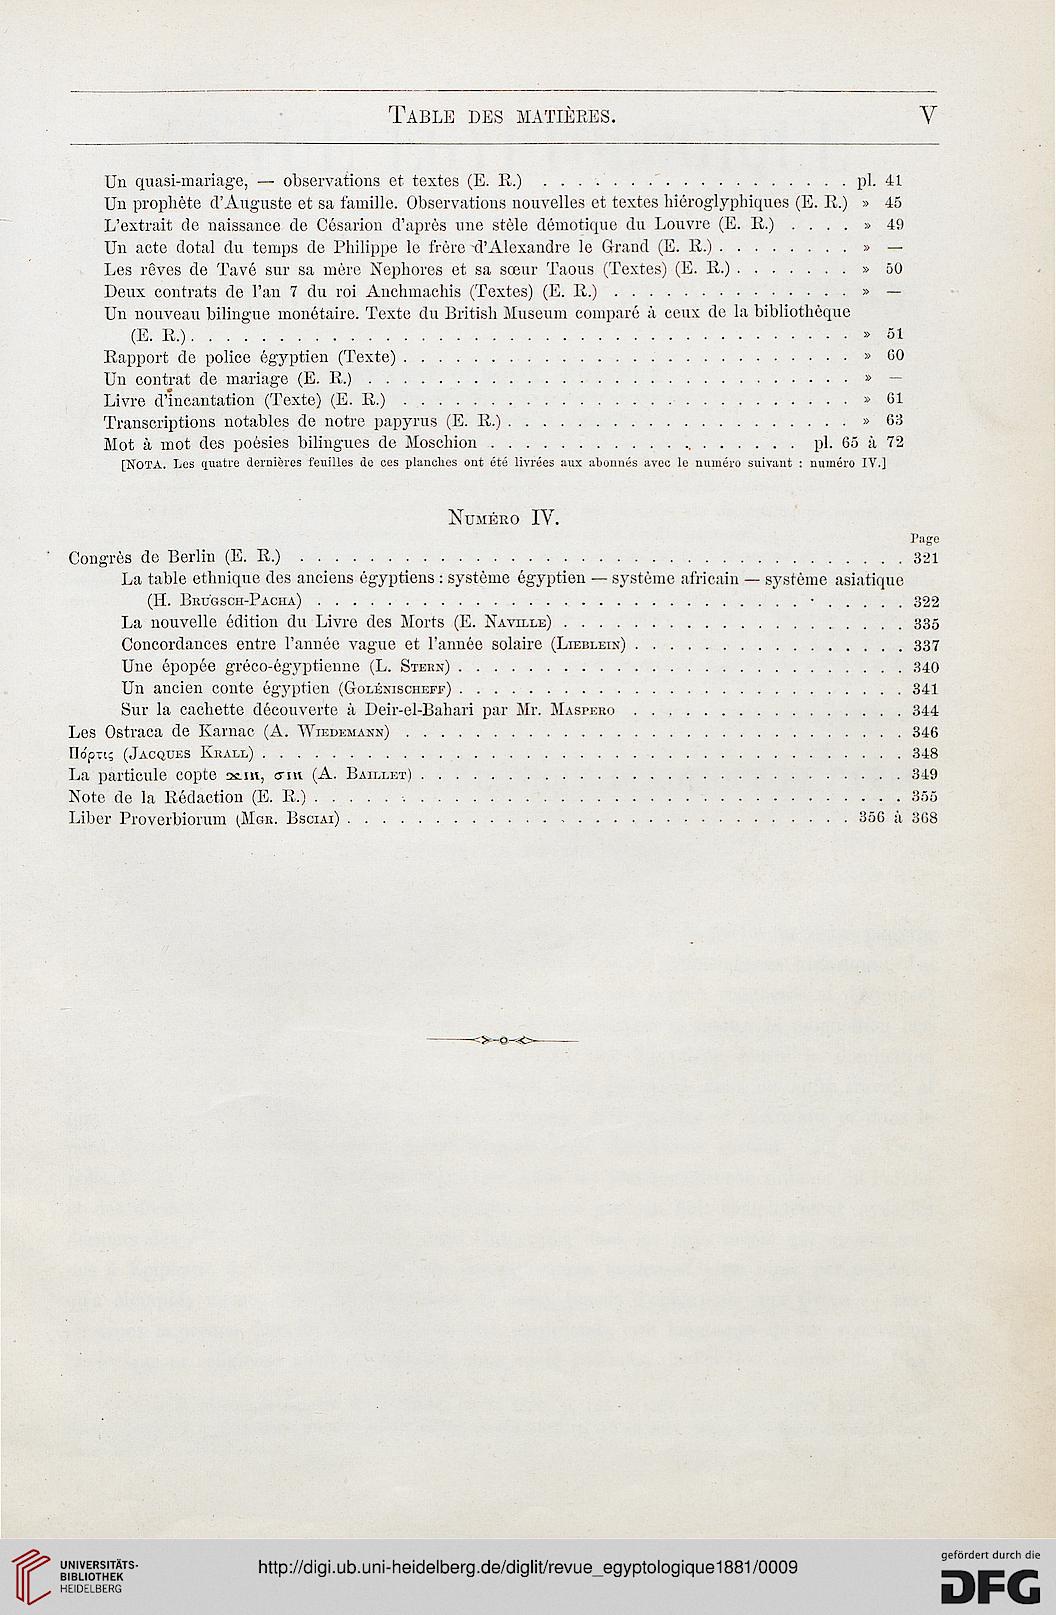 TABLE DES MATIÈRES. V
Un quasi-mariage, — observations et textes (E. R.) . . . . . . . . . . . . . . . . . . pl. 41
Un prophète d'Auguste et sa famille. Observations nouvelles et textes hiéroglyphiques (E. R.) » 45
L'extrait de naissance de Césarion d'après une stèle démotique du Louvre (E. R.) . . . . » 49
Un acte dotal du temps de Philippe le frère d'Alexandre le Grand (E. R.) . . . . . . . . » —
Les rêves de Tavé sur sa mère Nephores et sa sœur Taous (Textes) (E. R.) . . . . . . . » 50
Deux contrats de l'an 7 du roi Anchmachis (Textes) (E. R.) . . . . . . . . . . . . . . » —
Un nouveau bilingue monétaire. Texte du British Museum comparé à ceux de la bibliothèque
(E. R.) . . . . . . . . . . . . . . . . . . . . . . . . . . . . . . . . . . . . . . » 51
Rapport de police égyptien (Texte) . . . . . . . . . . . . . . . . . . . . . . . . . . » 60
Un contrat de mariage (E. R.) . . . . . . . . . . . . . . . . . . . . . . . . . . . . » —
Livre d'incantation (Texte) (E. R.) . . . . . . . . . . . . . . . . . . . . . . . . . . » 61
Transcriptions notables de notre papyrus (E. R.) . . . . . . . . . . . . . . . . . . . . » 63
Mot à mot des poésies bilingues de Moschion . . . . . . . . . . . . . . . . . . pl. 65 à 72
[NOTA. Les quatre dernières feuilles de ces planches ont été livrées aux abonnés avec le numéro suivant : numéro IV.]
NUMÉRO IV.
Page
Congrès de Berlin (E. R.) . . . . . . . . . . . . . . . . . . . . . . . . . . . . . . . . . . . 321
La table ethnique des anciens égyptiens : système égyptien — système africain — système asiatique
(H. BRUGSCH-PACHA) . . . . . . . . . . . . . . . . . . . . . . . . . . . . . . . . . . 322
La nouvelle édition du Livre des Morts (E. NAVILLE) . . . . . . . . . . . . . . . . . . . . 335
Concordances entre l'année vague et l'année solaire (LIEBLEIN) . . . . . . . . . . . . . . . . 337
Une épopée gréco-égyptienne (L. STERN) . . . . . . . . . . . . . . . . . . . . . . . . . . 340
Un ancien conte égyptien (GOLÉNISCHEFF) . . . . . . . . . . . . . . . . . . . . . . . . . . 341
Sur la cachette découverte à Deir-el-Bahari par Mr. MASPERO . . . . . . . . . . . . . . . . 344
Les Ostraca de Karnac (A. WIEDEMANN) . . . . . . . . . . . . . . . . . . . . . . . . . . . . . 346
Πόρτις (JACQUES KRALL) . . . . . . . . . . . . . . . . . . . . . . . . . . . . . . . . . . . . . 348
La particule copte ϫⲓⲛ, ϭⲓⲛ (A. BAILLET) . . . . . . . . . . . . . . . . . . . . . . . . . . . . 349
Note de la Rédaction (E. R.) . . . . . . . . . . . . . . . . . . . . . . . . . . . . . . . . . . 355
Liber Proverbiorum (MGR. BSCIAI) . . . . . . . . . . . . . . . . . . . . . . . . . . . . . 356 à 368
UNIVERSITÄTS-
BIBLIOTHEK
HEIDELBERG
http://digi.ub.uni-heidelberg.de/diglit/revue_egyptologique1881/0009
gefördert durch die
DFG